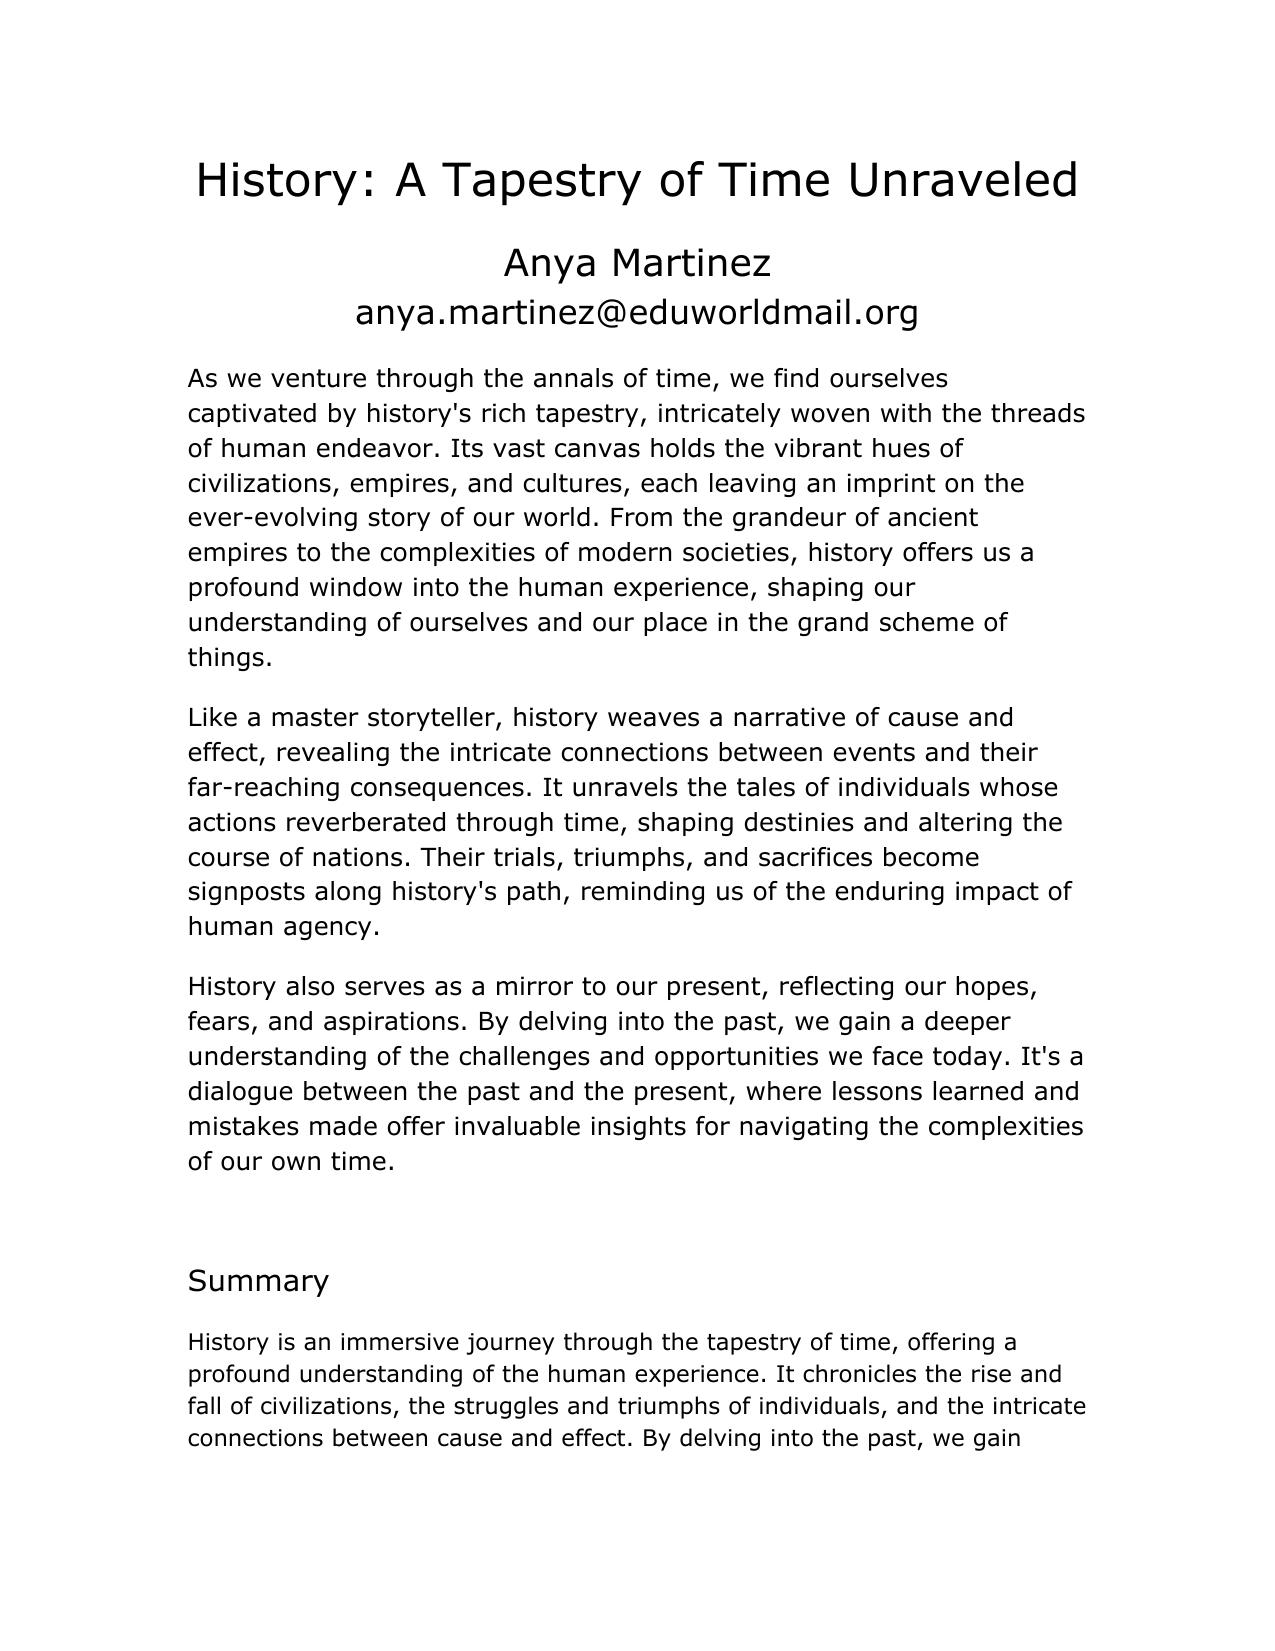 History: A Tapestry of Time Unraveled
Anya Martinez
anya.martinez@eduworldmail.org
As we venture through the annals of time, we find ourselves
captivated by history's rich tapestry, intricately woven with the threads
of human endeavor. Its vast canvas holds the vibrant hues of
civilizations, empires, and cultures, each leaving an imprint on the
ever-evolving story of our world. From the grandeur of ancient
empires to the complexities of modern societies, history offers us a
profound window into the human experience, shaping our
understanding of ourselves and our place in the grand scheme of
things.
Like a master storyteller, history weaves a narrative of cause and
effect, revealing the intricate connections between events and their
far-reaching consequences. It unravels the tales of individuals whose
actions reverberated through time, shaping destinies and altering the
course of nations. Their trials, triumphs, and sacrifices become
signposts along history's path, reminding us of the enduring impact of
human agency.
History also serves as a mirror to our present, reflecting our hopes,
fears, and aspirations. By delving into the past, we gain a deeper
understanding of the challenges and opportunities we face today. It's a
dialogue between the past and the present, where lessons learned and
mistakes made offer invaluable insights for navigating the complexities
of our own time.
Summary
History is an immersive journey through the tapestry of time, offering a
profound understanding of the human experience. It chronicles the rise and
fall of civilizations, the struggles and triumphs of individuals, and the intricate
connections between cause and effect. By delving into the past, we gain